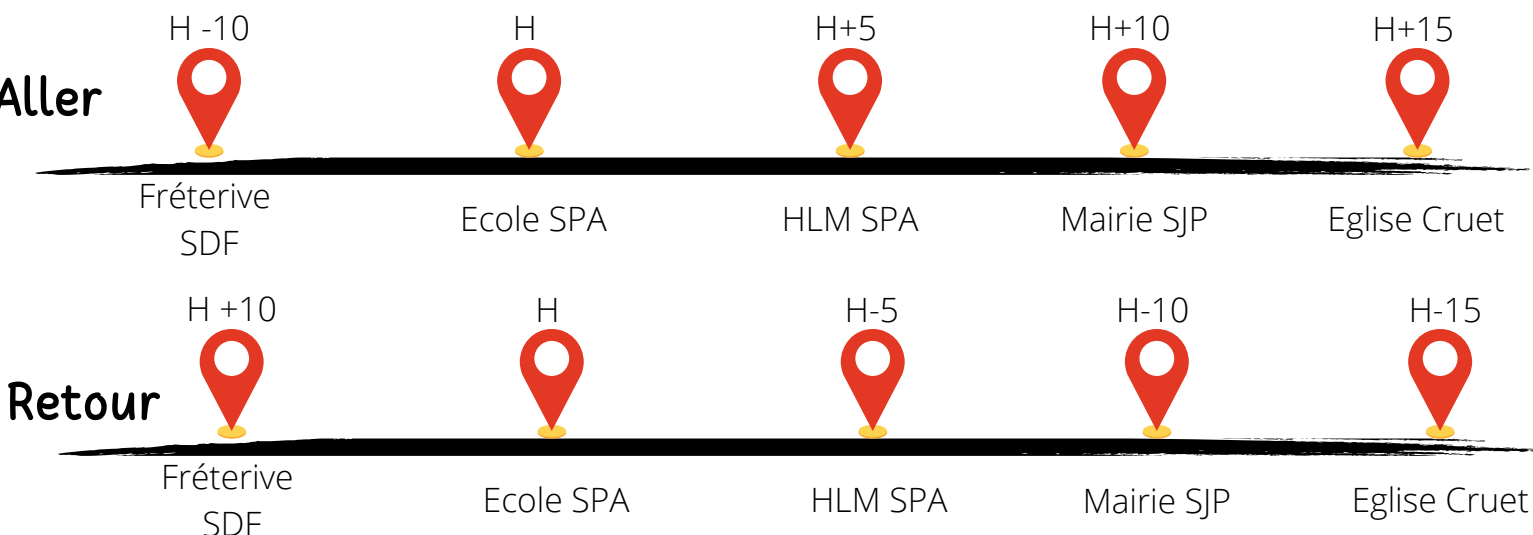 H -10 H H+5 H+10 H+15
Aller
Fréterive
SDF
Ecole SPA HLM SPA Mairie SJP Eglise Cruet
H +10 H H-5 H-10 H-15
Retour
Fréterive
SDF
Ecole SPA HLM SPA Mairie SJP Eglise Cruet